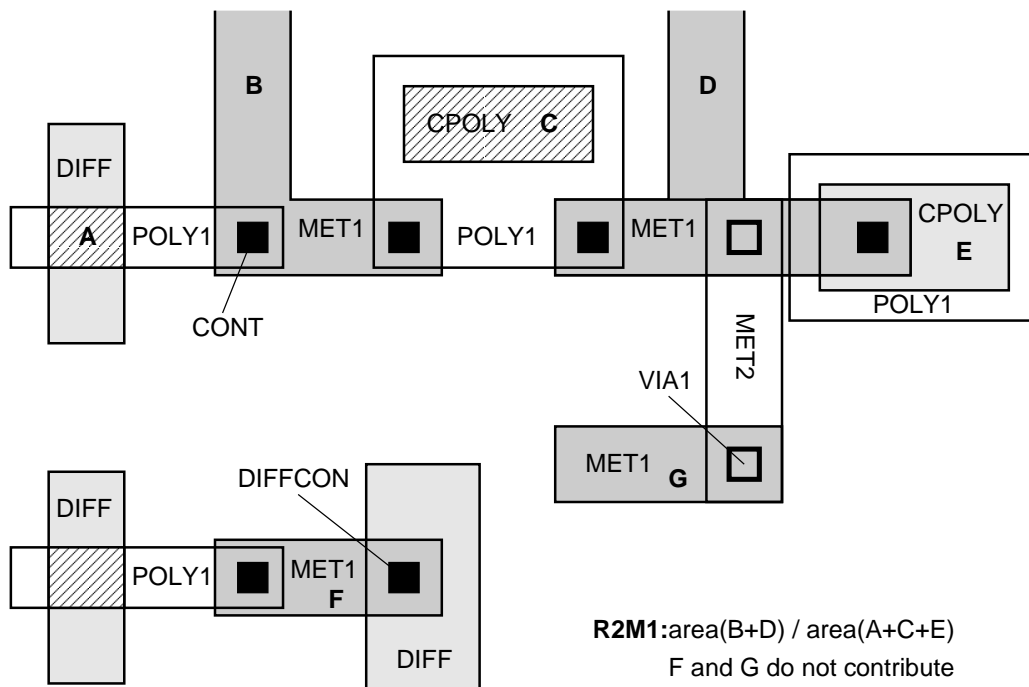 B
D
CPOLY C
DIFF
A
POLY1
MET1
POLY1
MET1
CPOLY
E
POLY1
CONT
MET2
VIA1
MET1
G
DIFFCON
DIFF
POLY1
MET1
F
DIFF
R2M1:area(B+D) / area(A+C+E)
F and G do not contribute